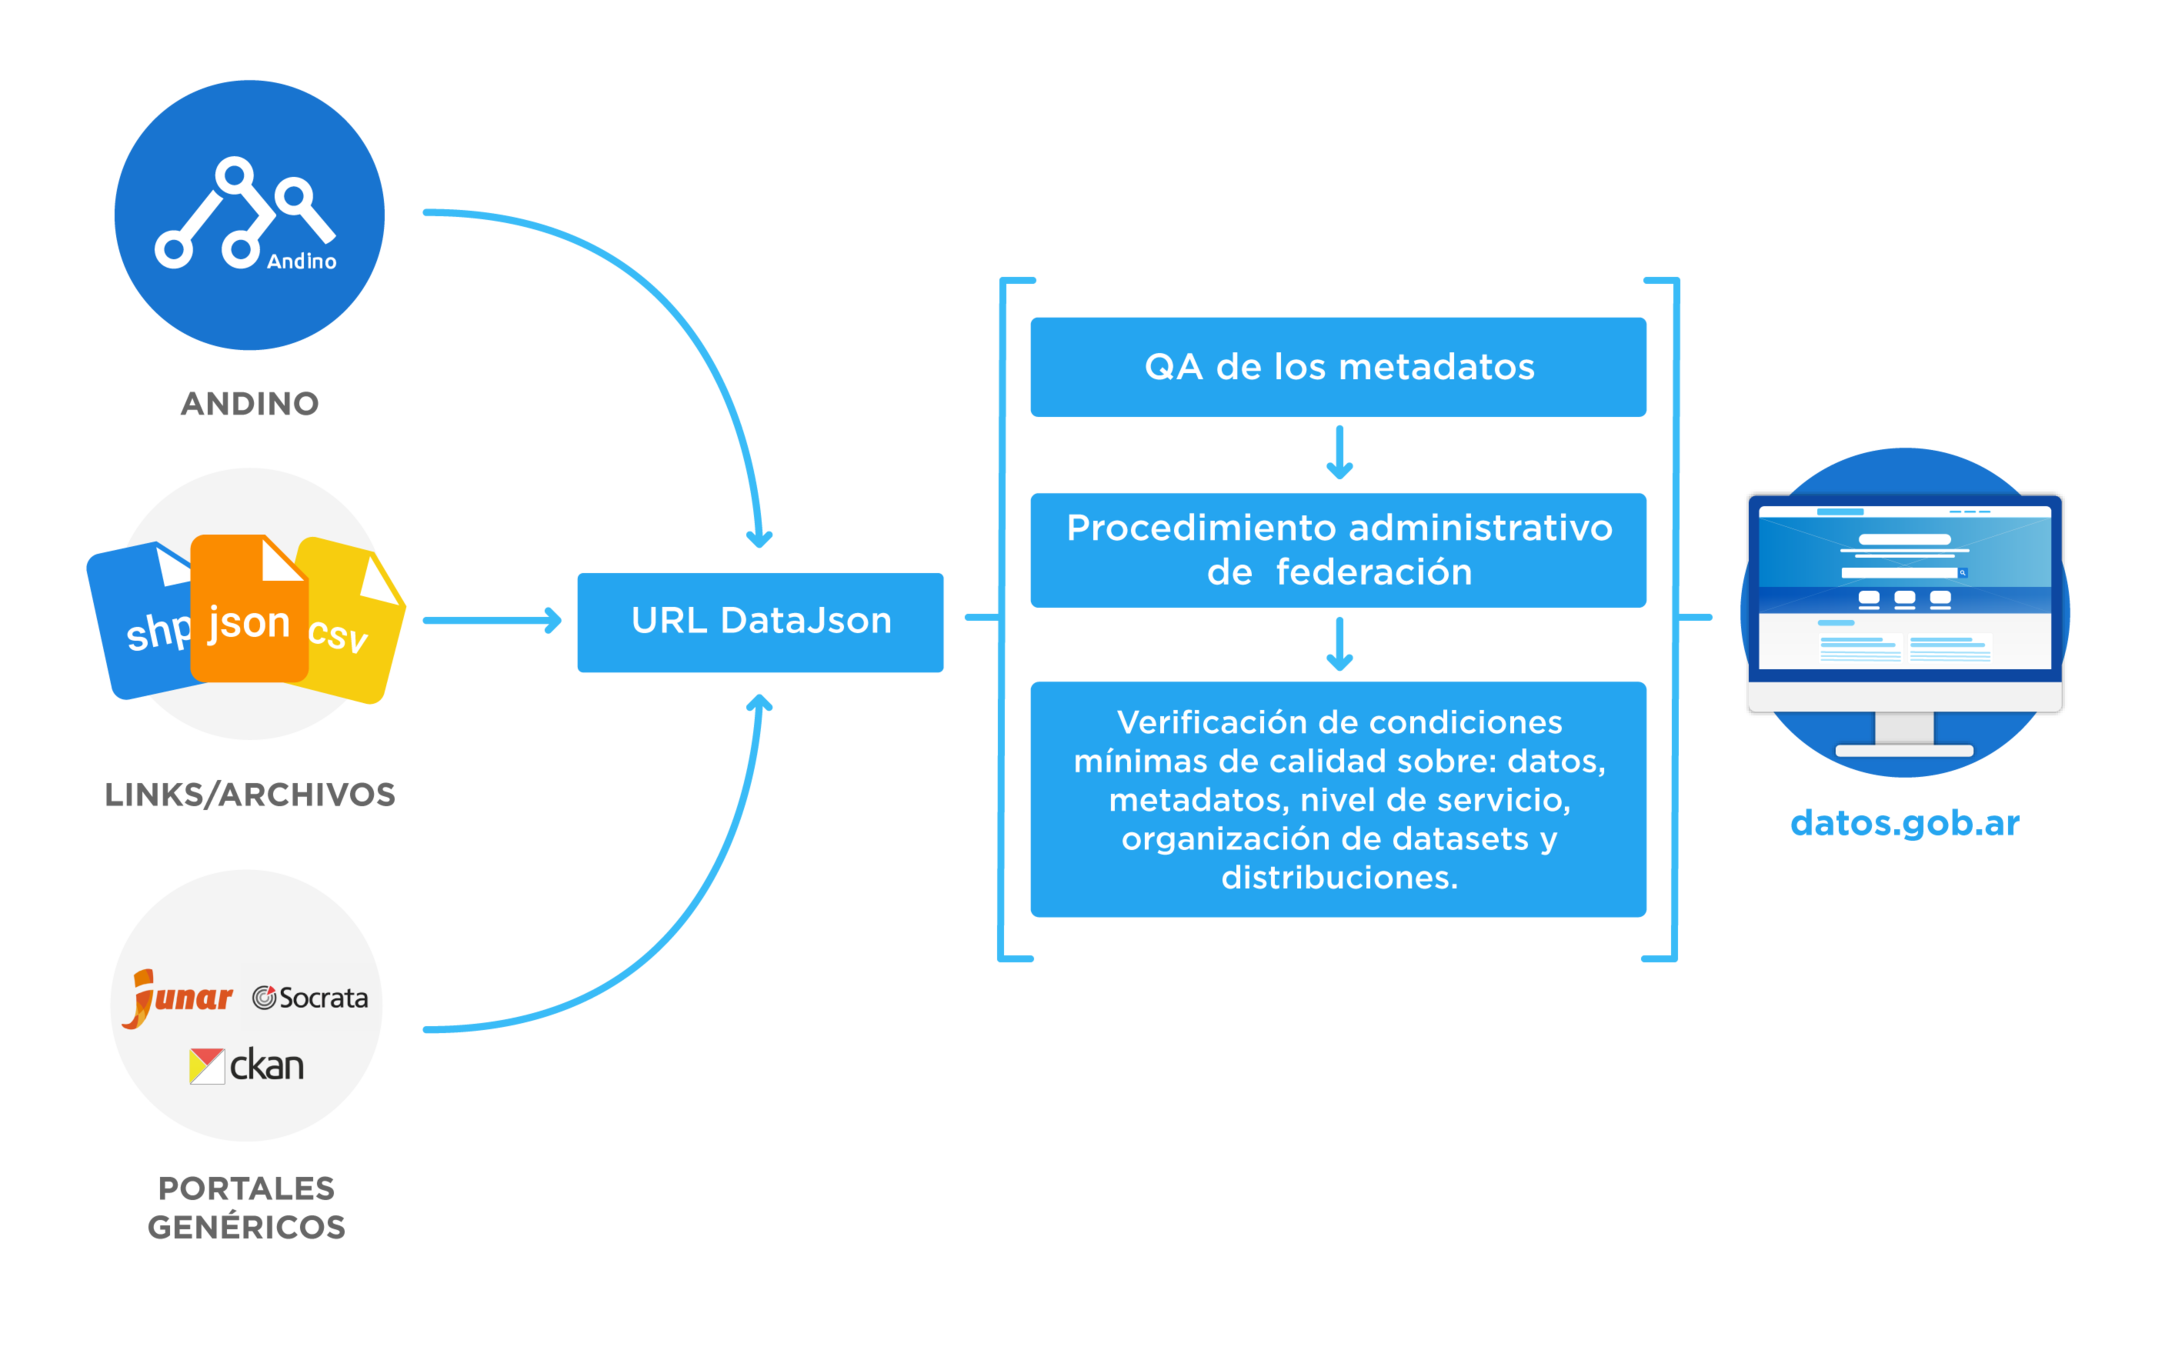 Andino
ANDINO
shp
json
csv
LINKS/ARCHIVOS
junar
Socrata
ckan
PORTALES
GENÉRICOS
URL DataJson
QA de los metadatos
Procedimiento administrativo
de federación
Verificación de condiciones
mínimas de calidad sobre: datos,
metadatos, nivel de servicio,
organización de datasets y
distribuciones.
datos.gob.ar